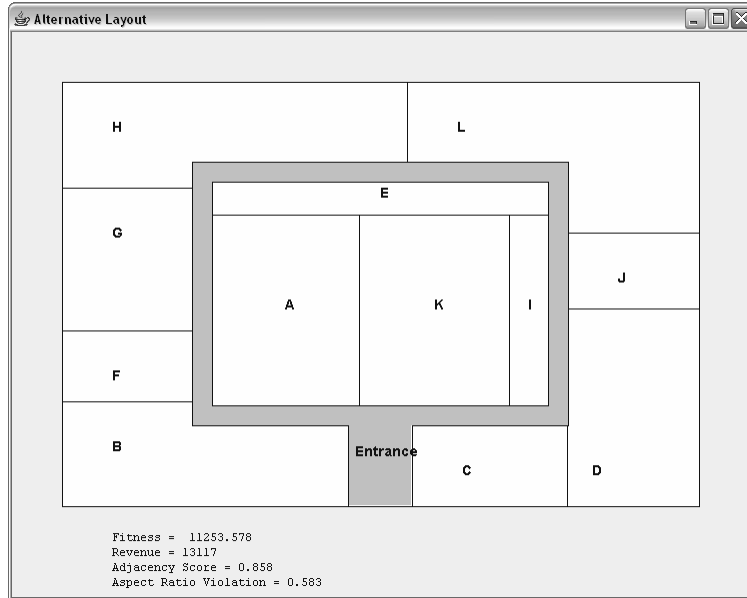 Alternative Layout
H
L
E
G
J
A
K
I
F
B
Entrance
C
D
Fitness =  11253.578
Revenue = 13117
Adjacency Score = 0.858
Aspect Ratio Violation = 0.583